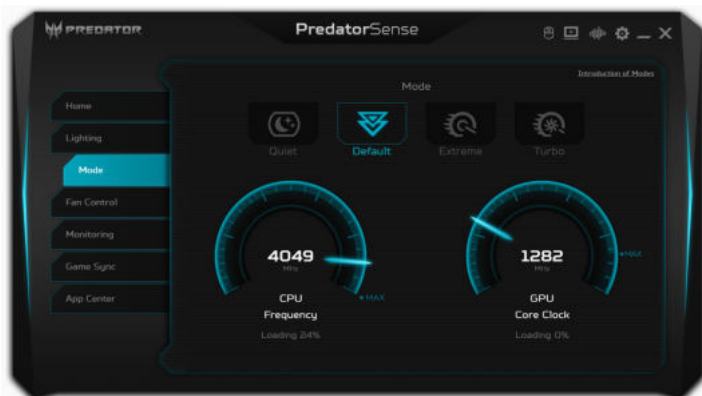 PREDATOR
PredatorSense
Introduction of Modes
Mode
Home
Lighting
Mode
Fan Control
Monitoring
Game Sync
App Center
Quiet
Default
Extreme
Turbo
4049
MHz
MAX
CPU
Frequency
Loading 24%
1282
MHz
MAX
GPU
Core Clock
Loading 0%